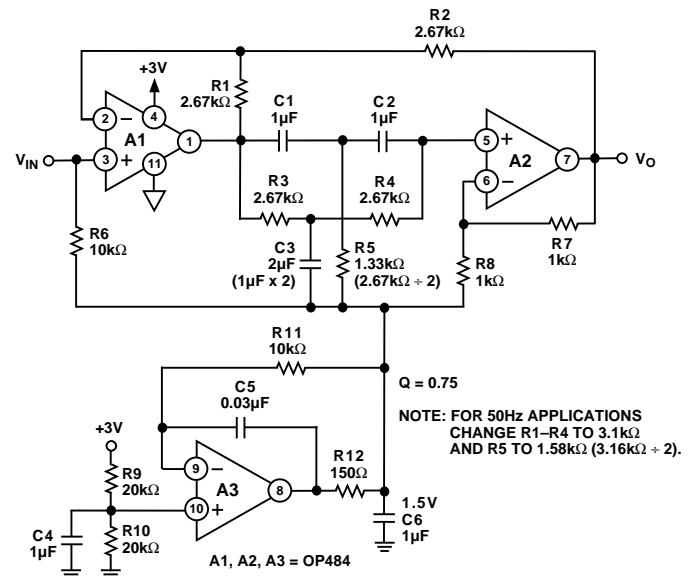 R2
2.67kΩ
+3V
R1
2.67kΩ
C1
1µF
C2
1µF
2
−
4
A1
1
3
+
11
VIN
5
+
A2
7
6
−
VO
R3
2.67kΩ
R4
2.67kΩ
R6
10kΩ
C3
2µF
(1µF x 2)
R5
1.33kΩ
(2.67kΩ ÷ 2)
R8
1kΩ
R7
1kΩ
R11
10kΩ
C5
0.03µF
Q = 0.75
NOTE: FOR 50Hz APPLICATIONS
CHANGE R1–R4 TO 3.1kΩ
AND R5 TO 1.58kΩ (3.16kΩ ÷ 2).
+3V
R9
20kΩ
9
−
A3
8
10
+
R12
150Ω
C4
1µF
R10
20kΩ
1.5V
C6
1µF
A1, A2, A3 = OP484